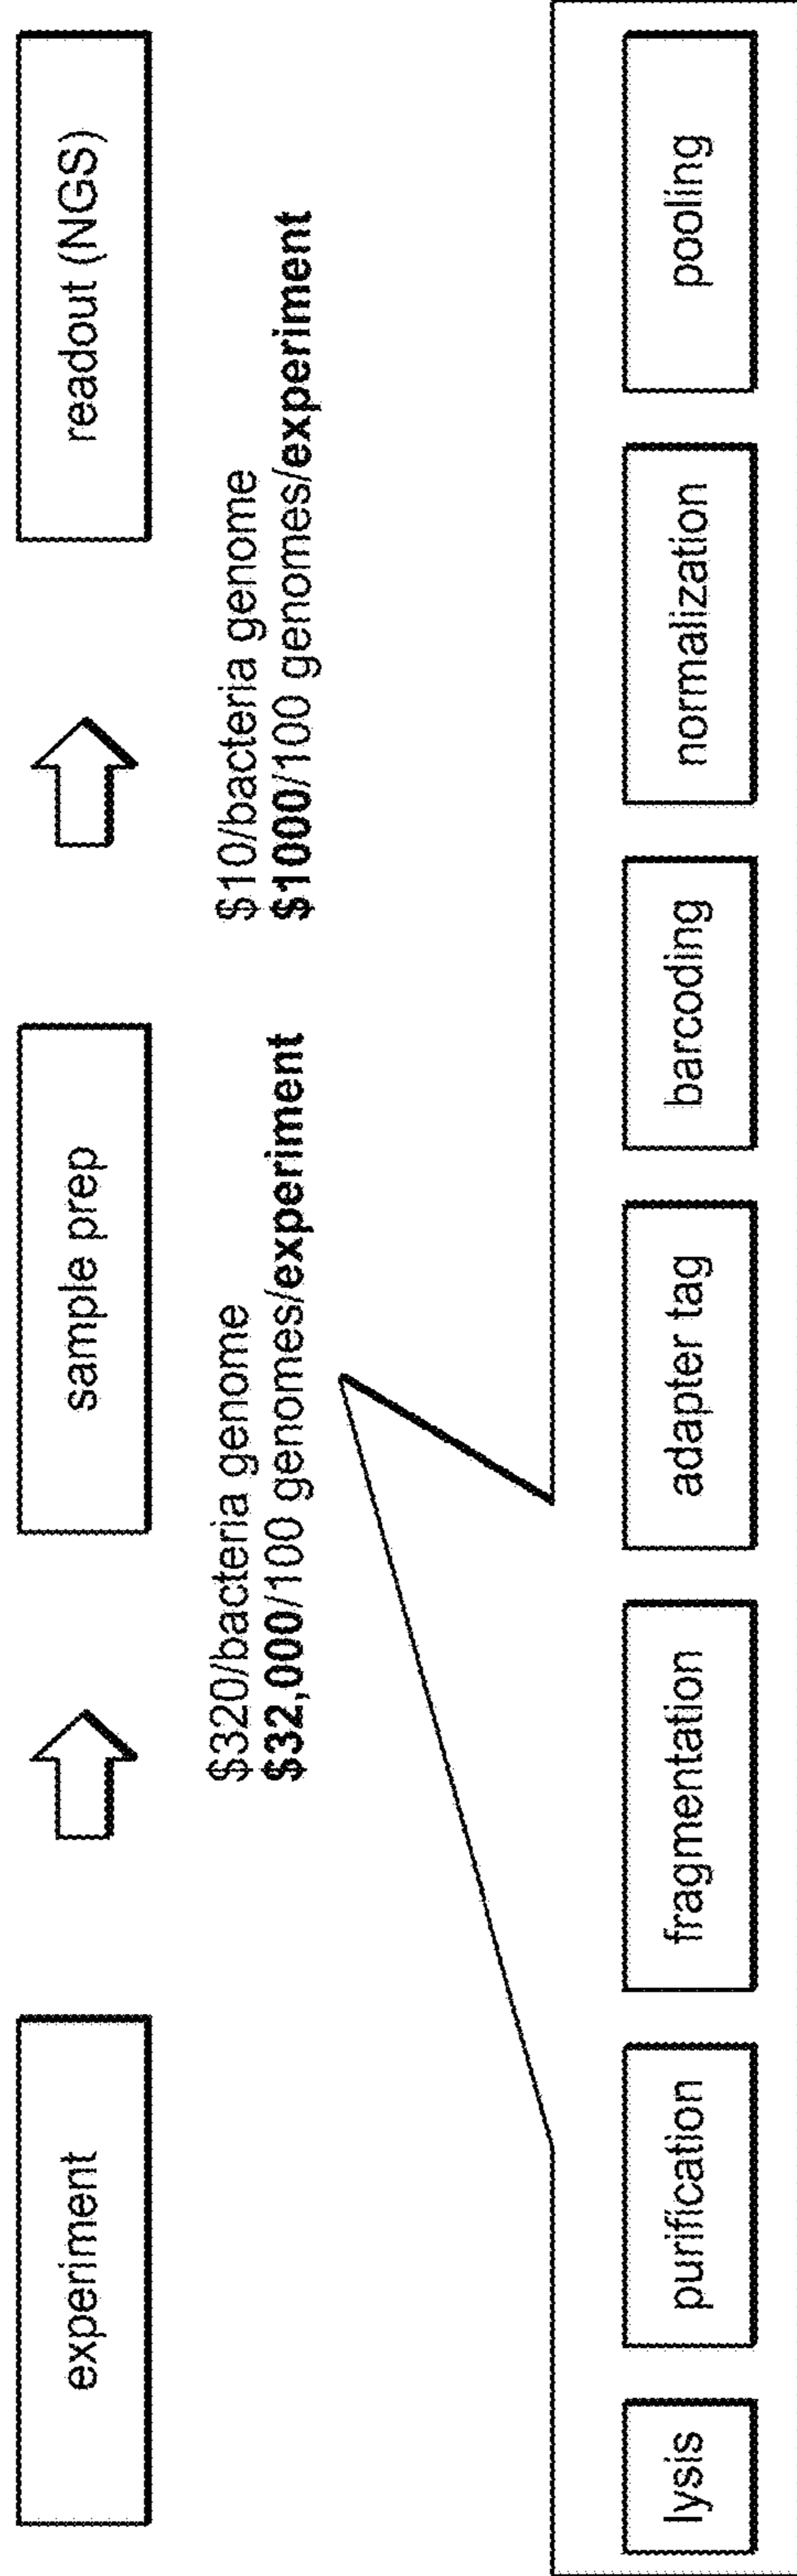 experiment
sample prep
readout (NGS)
$320/bacteria genome
$32,000/100 genomes/experiment
$10/bacteria genome
$1000/100 genomes/experiment
lysis
purification
fragmentation
adapter tag
barcoding
normalization
pooling